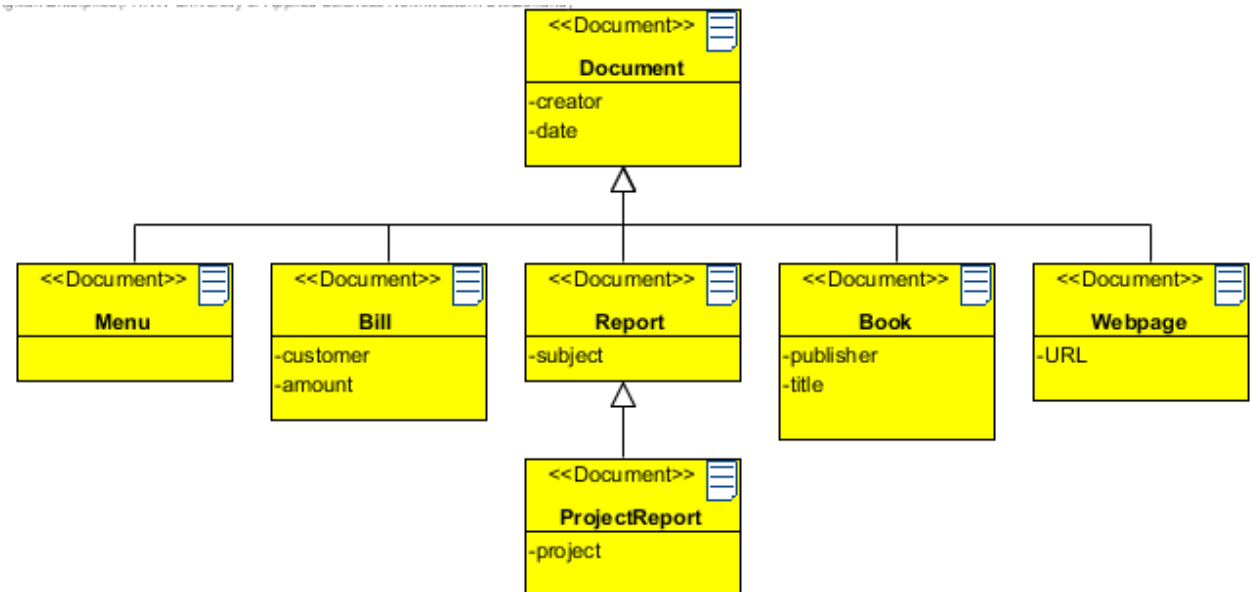 <<Document>>
Document
-creator
-date
<<Document>>
Menu
<<Document>>
Bill
-customer
-amount
<<Document>>
Report
-subject
<<Document>>
Book
-publisher
-title
<<Document>>
Webpage
-URL
<<Document>>
ProjectReport
-project